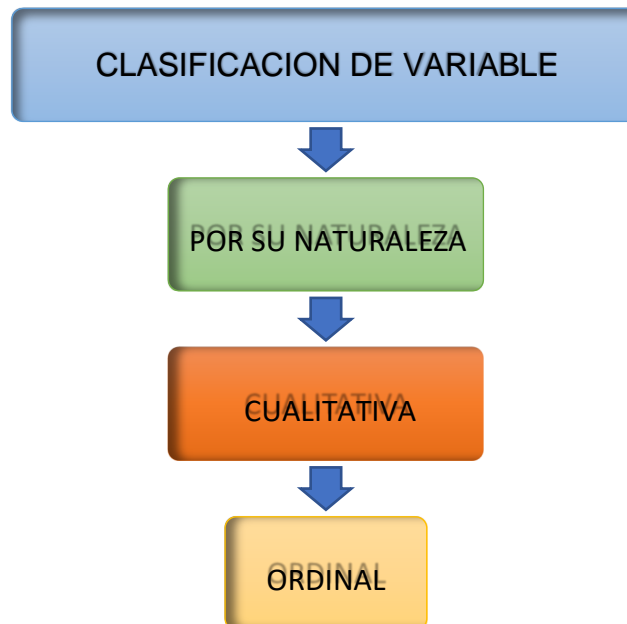 CLASIFICACION DE VARIABLE
POR SU NATURALEZA
CUALITATIVA
ORDINAL